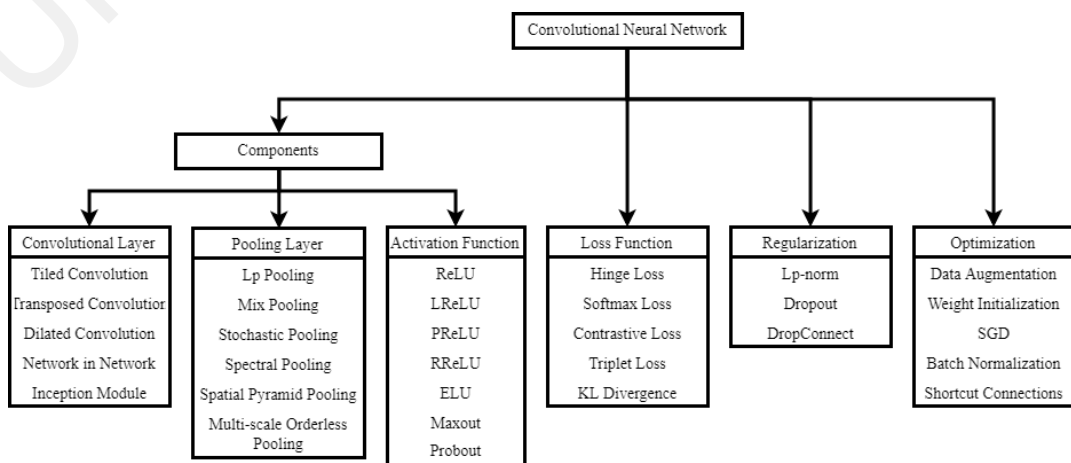 Convolutional Neural Network
Components
Convolutional Layer
Tiled Convolution
Transposed Convolution
Dilated Convolution
Network in Network
Inception Module
Pooling Layer
Lp Pooling
Mix Pooling
Stochastic Pooling
Spectral Pooling
Spatial Pyramid Pooling
Multi-scale Orderless
Pooling
Activation Function
ReLU
LReLU
PReLU
RReLU
ELU
Maxout
Probout
Loss Function
Hinge Loss
Softmax Loss
Contrastive Loss
Triplet Loss
KL Divergence
Regularization
Lp-norm
Dropout
DropConnect
Optimization
Data Augmentation
Weight Initialization
SGD
Batch Normalization
Shortcut Connections